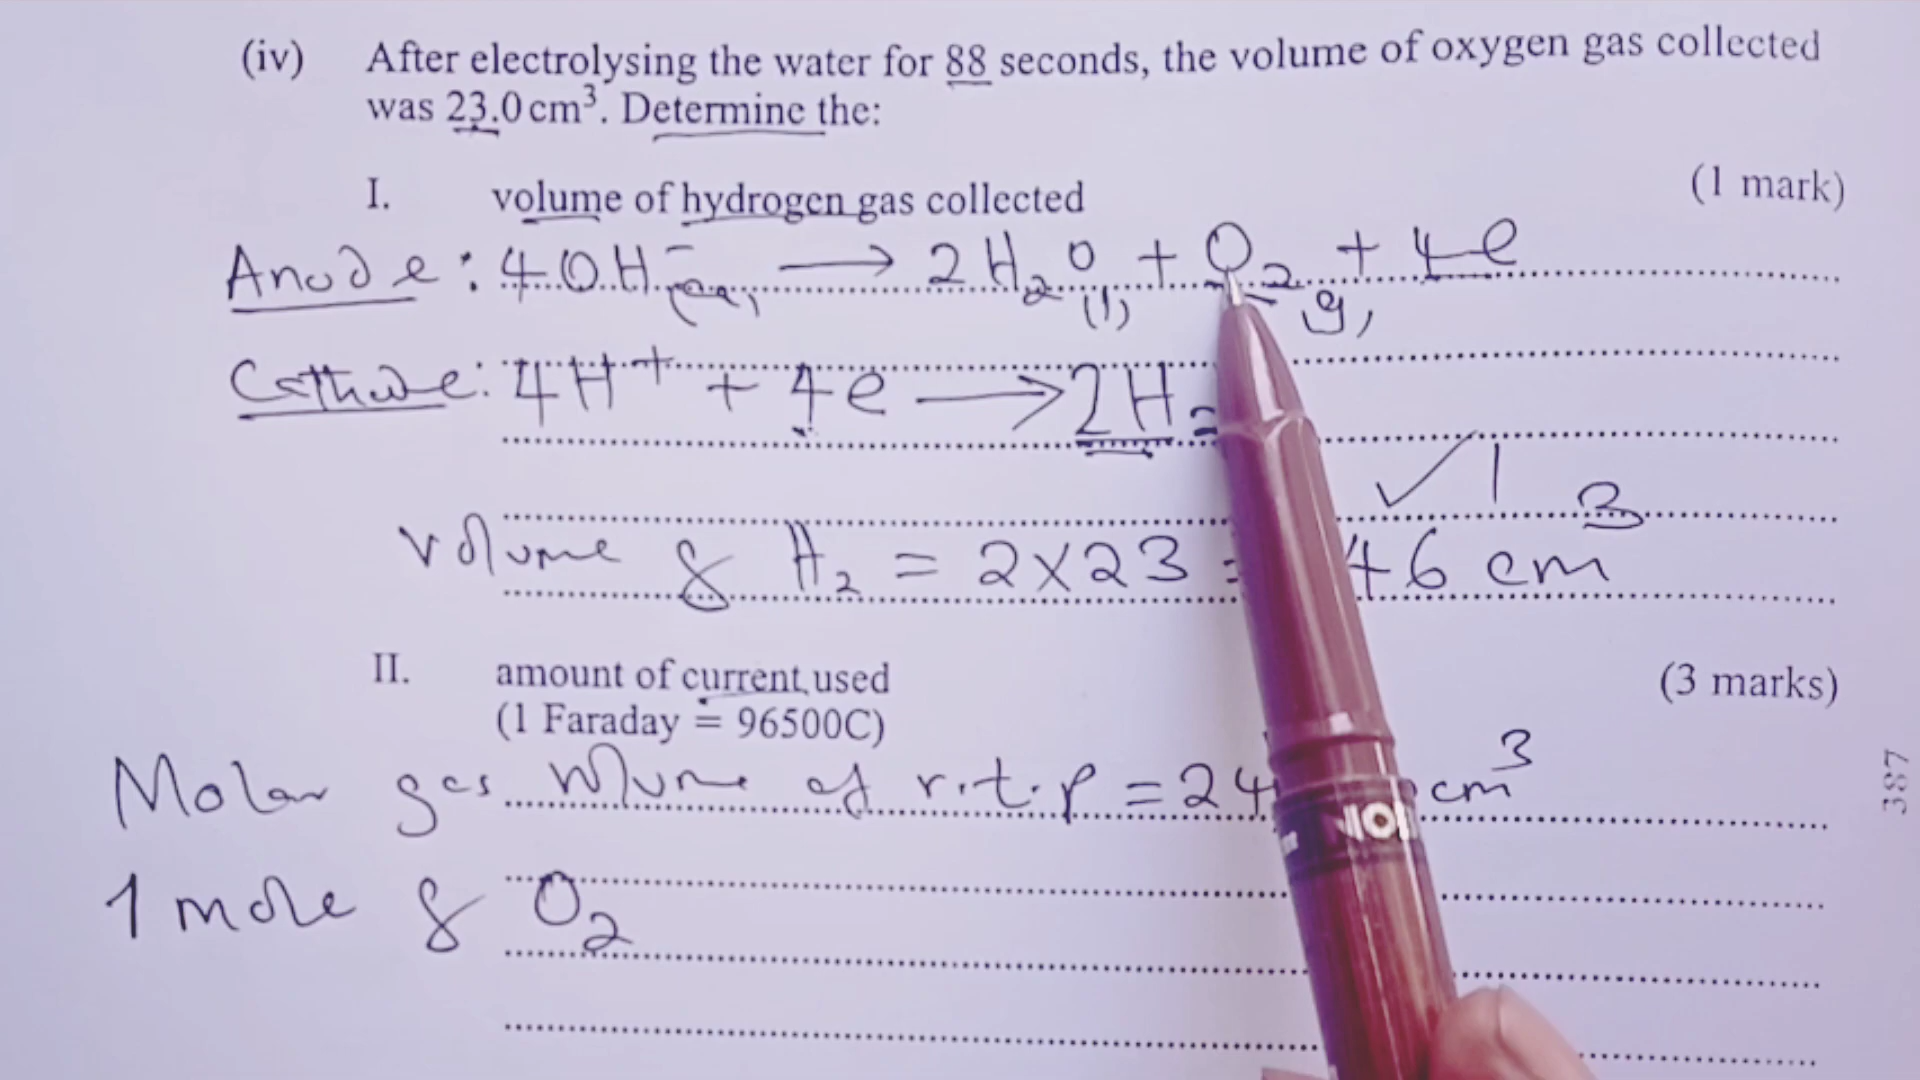 (iv) After electrolysing the water for 88 seconds, the volume of oxygen gas collected
was 23.0 cm³. Determine the:
I. volume of hydrogen gas collected (1 mark)
Anode: 4OH⁻(aq) → 2H₂O(l) + O₂(g) + 4e
Cathode: 4H⁺ + 4e → 2H₂
✓1
volume of H₂ = 2×23 = 46 cm³
II. amount of current used (3 marks)
(1 Faraday = 96500C)
Molar gas volume at r.t.p = 24 cm³
1 mole of O₂
387